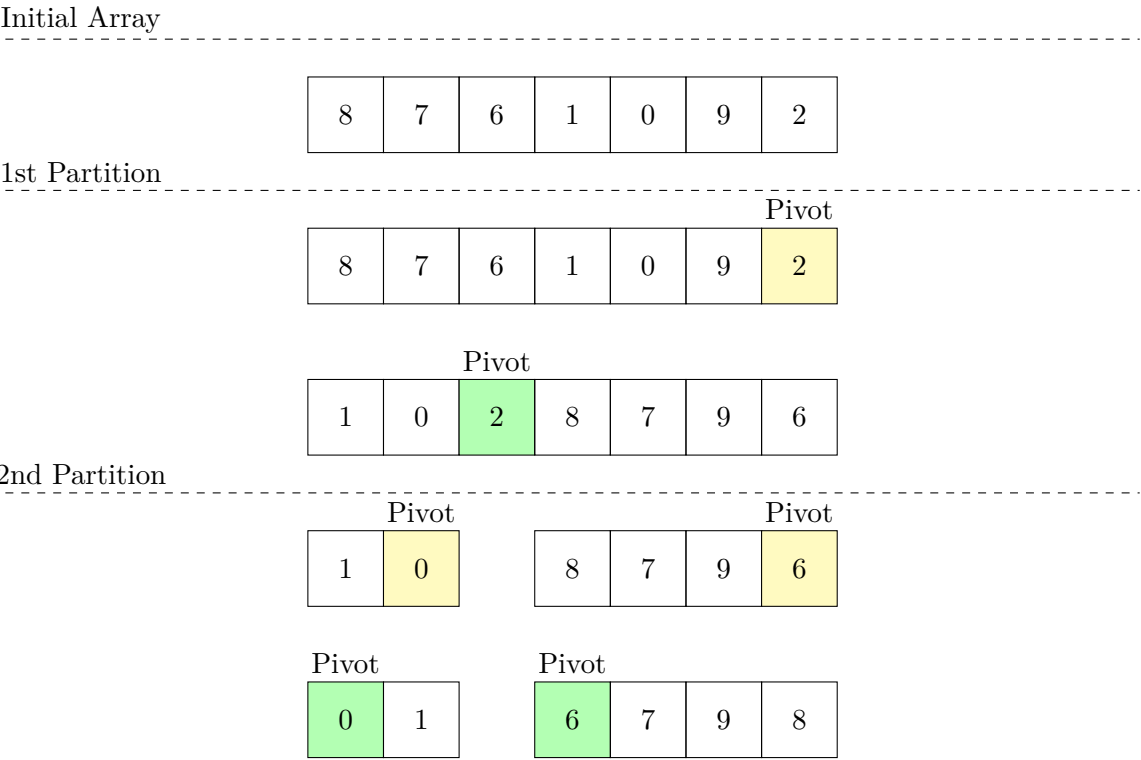 Initial Array
8 7 6 1 0 9 2
1st Partition
Pivot
8 7 6 1 0 9 2
Pivot
1 0 2 8 7 9 6
2nd Partition
Pivot Pivot
1 0 8 7 9 6
Pivot Pivot
0 1 6 7 9 8